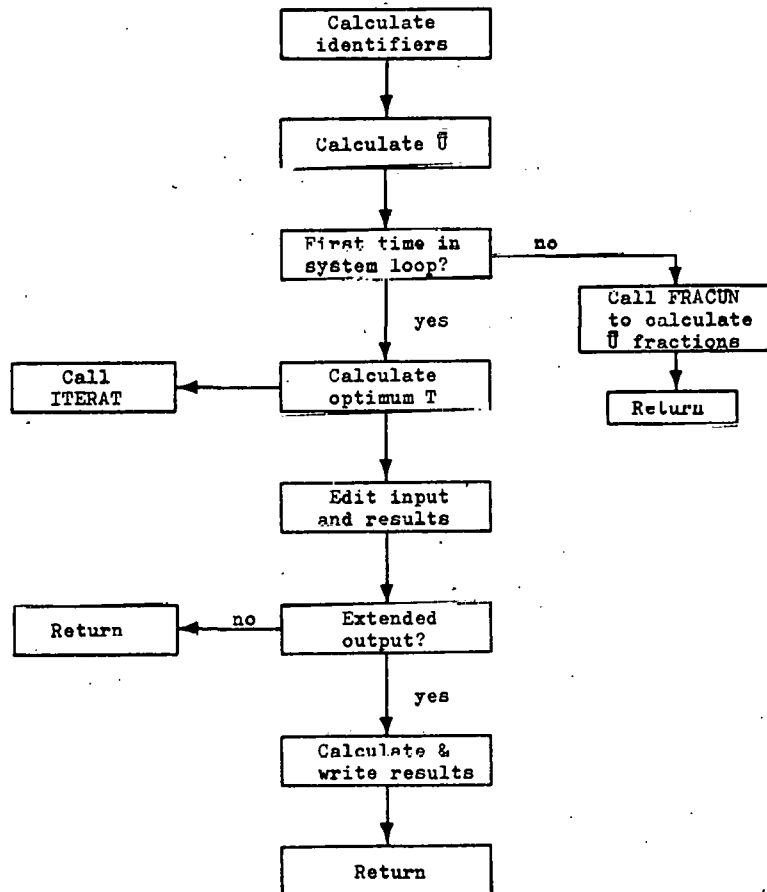 Calculate
identifiers
Calculate Ū
First time in
system loop?
no
Call FRACUN
to calculate
Ū fractions
Return
yes
Calculate
optimum T
Call
ITERAT
Edit input
and results
Extended
output?
no
Return
yes
Calculate &
write results
Return